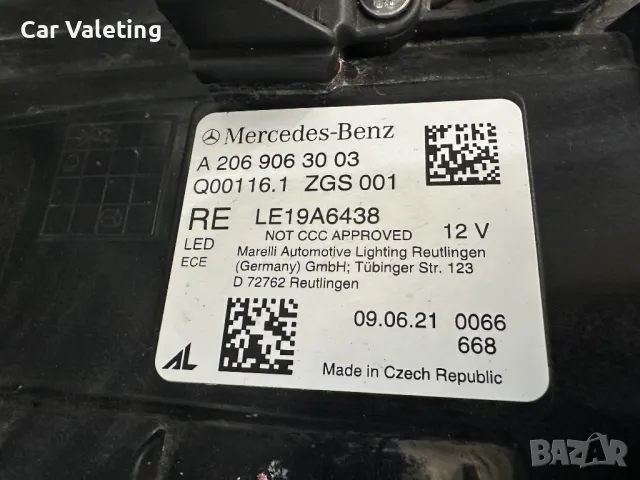 Car Valeting
Mercedes-Benz
A 206 906 30 03
Q00116.1 ZGS 001
RE LE19A6438
LED NOT CCC APPROVED 12 V
ECE Marelli Automotive Lighting Reutlingen
(Germany) GmbH; Tübinger Str. 123
D 72762 Reutlingen
09.06.21 0066
668
AL
Made in Czech Republic
BAZAR
bg